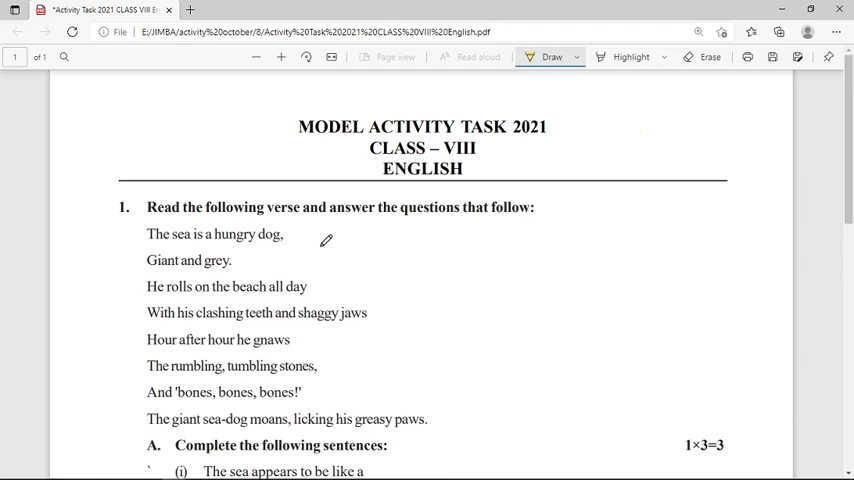 *Activity Task 2021 CLASS VIII En
File
E:/JIMBA/activity%20october/8/Activity%20Task%202021%20CLASS%20VIII%20English.pdf
1 of 1
Page view
Read aloud
Draw
Highlight
Erase
MODEL ACTIVITY TASK 2021
CLASS – VIII
ENGLISH
1. Read the following verse and answer the questions that follow:
The sea is a hungry dog,
Giant and grey.
He rolls on the beach all day
With his clashing teeth and shaggy jaws
Hour after hour he gnaws
The rumbling, tumbling stones,
And 'bones, bones, bones!'
The giant sea-dog moans, licking his greasy paws.
A. Complete the following sentences: 1×3=3
` (i) The sea appears to be like a